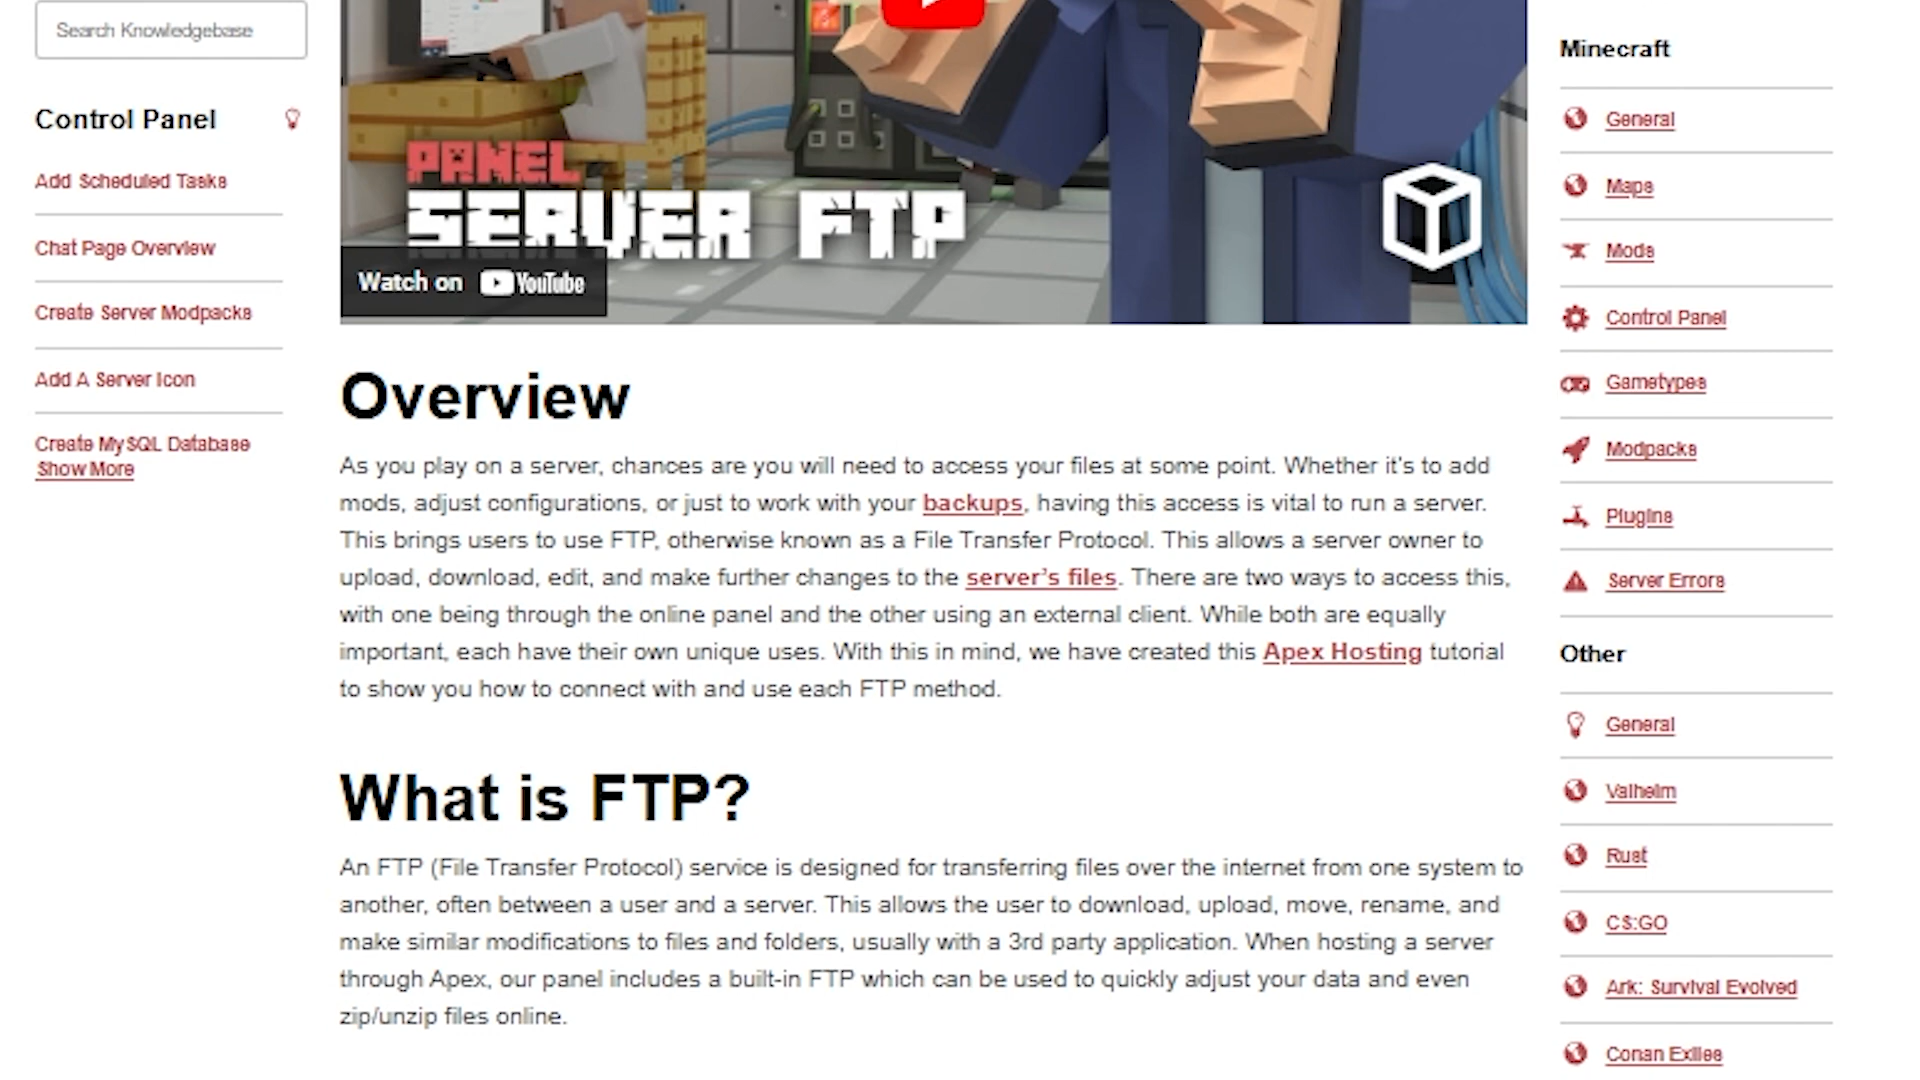 Search Knowledgebase
Control Panel
Add Scheduled Tasks
Chat Page Overview
Create Server Modpacks
Add A Server Icon
Create MySQL Database
Show More
PANEL
SERVER FTP
Watch on YouTube
Overview
As you play on a server, chances are you will need to access your files at some point. Whether it's to add
mods, adjust configurations, or just to work with your backups, having this access is vital to run a server.
This brings users to use FTP, otherwise known as a File Transfer Protocol. This allows a server owner to
upload, download, edit, and make further changes to the server's files. There are two ways to access this,
with one being through the online panel and the other using an external client. While both are equally
important, each have their own unique uses. With this in mind, we have created this Apex Hosting tutorial
to show you how to connect with and use each FTP method.
What is FTP?
An FTP (File Transfer Protocol) service is designed for transferring files over the internet from one system to
another, often between a user and a server. This allows the user to download, upload, move, rename, and
make similar modifications to files and folders, usually with a 3rd party application. When hosting a server
through Apex, our panel includes a built-in FTP which can be used to quickly adjust your data and even
zip/unzip files online.
Minecraft
General
Maps
Mods
Control Panel
Gametypes
Modpacks
Plugins
Server Errors
Other
General
Valheim
Rust
CS:GO
Ark: Survival Evolved
Conan Exiles